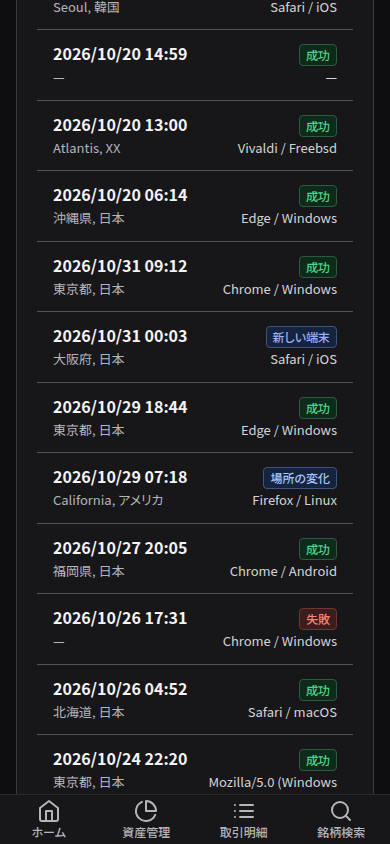 Seoul, 韓国 Safari / iOS
2026/10/20 14:59 成功
— —
2026/10/20 13:00 成功
Atlantis, XX Vivaldi / Freebsd
2026/10/20 06:14 成功
沖縄県, 日本 Edge / Windows
2026/10/31 09:12 成功
東京都, 日本 Chrome / Windows
2026/10/31 00:03 新しい端末
大阪府, 日本 Safari / iOS
2026/10/29 18:44 成功
東京都, 日本 Edge / Windows
2026/10/29 07:18 場所の変化
California, アメリカ Firefox / Linux
2026/10/27 20:05 成功
福岡県, 日本 Chrome / Android
2026/10/26 17:31 失敗
— Chrome / Windows
2026/10/26 04:52 成功
北海道, 日本 Safari / macOS
2026/10/24 22:20 成功
東京都, 日本 Mozilla/5.0 (Windows
ホーム 資産管理 取引明細 銘柄検索